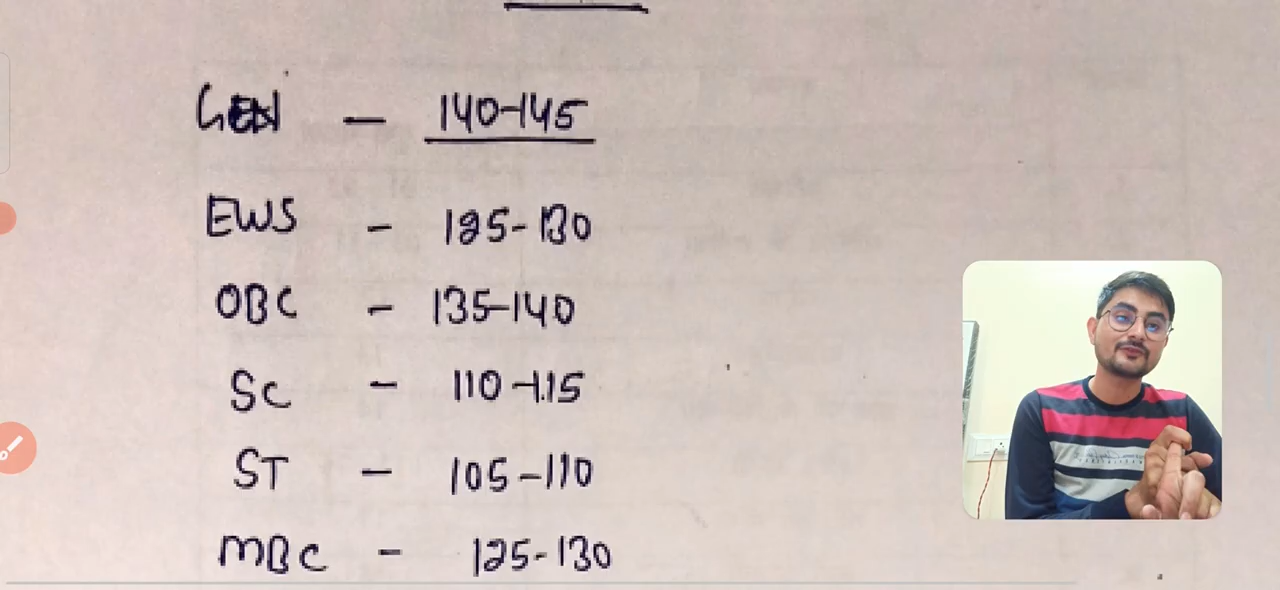 GEN - 140-145
EWS - 125-130
OBC - 135-140
SC - 110-115
ST - 105-110
MBC - 125-130